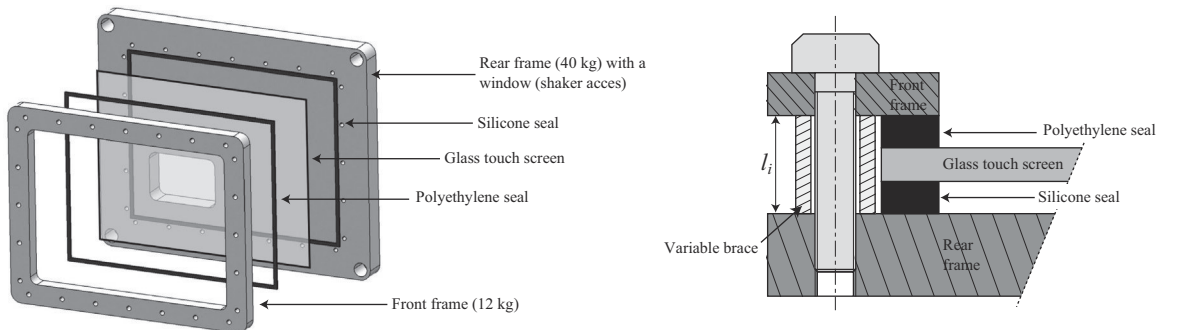 Rear frame (40 kg) with a
window (shaker acces)
Silicone seal
Glass touch screen
Polyethylene seal
Front frame (12 kg)
Front
frame
Polyethylene seal
l_i
Glass touch screen
Silicone seal
Variable brace
Rear
frame